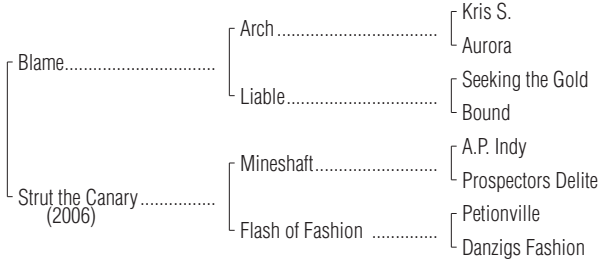 Kris S.
Arch ........................................
Aurora
Blame......................................
Seeking the Gold
Liable......................................
Bound
A.P. Indy
Mineshaft...............................
Prospectors Delite
Strut the Canary ...................
(2006)
Petionville
Flash of Fashion ................
Danzigs Fashion